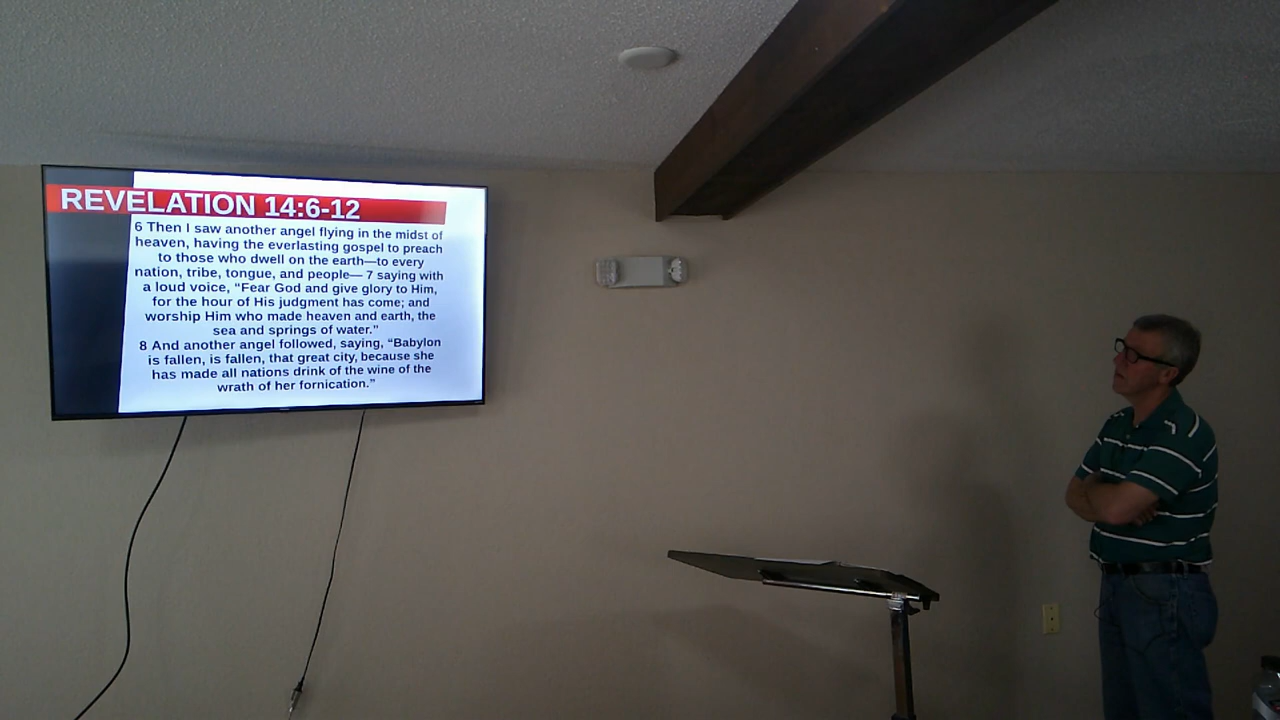 REVELATION 14:6-12
6 Then I saw another angel flying in the midst of
heaven, having the everlasting gospel to preach
to those who dwell on the earth—to every
nation, tribe, tongue, and people— 7 saying with
a loud voice, “Fear God and give glory to Him,
for the hour of His judgment has come; and
worship Him who made heaven and earth, the
sea and springs of water.”
8 And another angel followed, saying, “Babylon
is fallen, is fallen, that great city, because she
has made all nations drink of the wine of the
wrath of her fornication.”